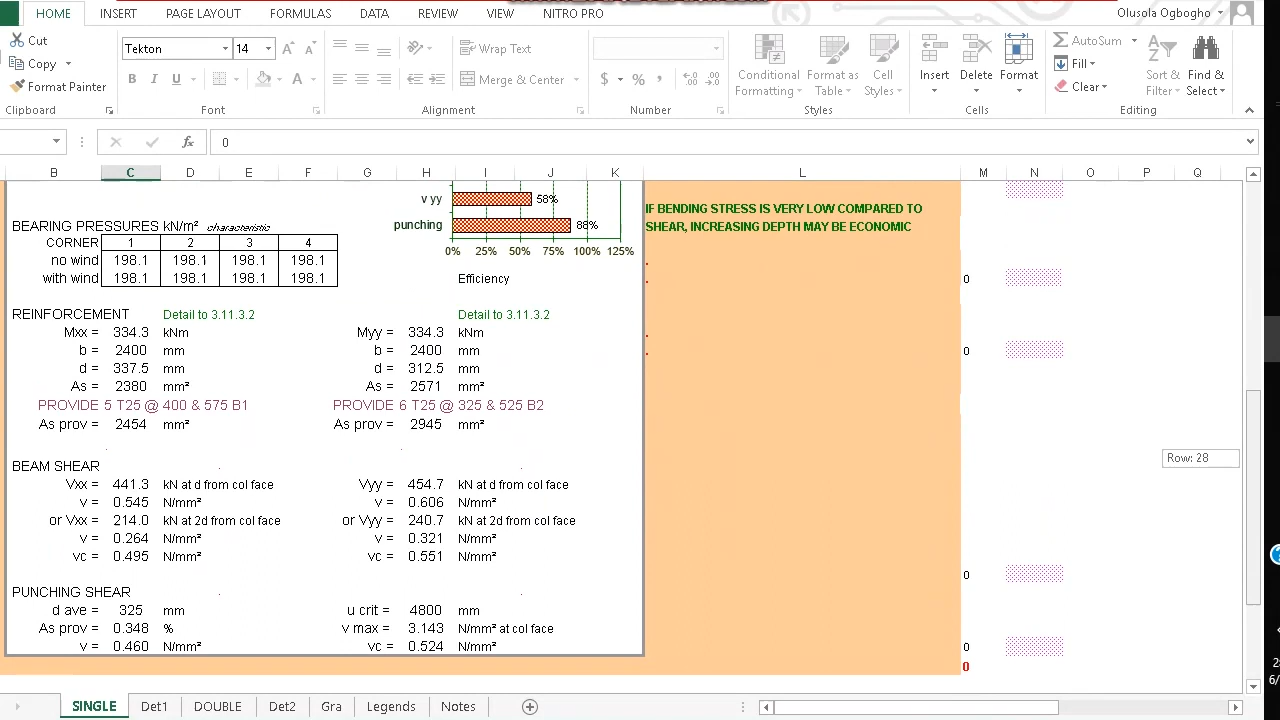 HOME INSERT PAGE LAYOUT FORMULAS DATA REVIEW VIEW NITRO PRO Olusola Ogbogho
Cut
Copy
Format Painter
Tekton 14 A A
B I U A
Wrap Text
Merge & Center
$ % , 
Conditional Formatting
Format as Table
Cell Styles
Insert Delete Format
AutoSum
Fill
Clear
Sort & Filter
Find & Select
Clipboard Font Alignment Number Styles Cells Editing
fx 0
B C D E F G H I J K L M N O P Q
v yy 58%
punching 88%
0% 25% 50% 75% 100% 125%
Efficiency
IF BENDING STRESS IS VERY LOW COMPARED TO
SHEAR, INCREASING DEPTH MAY BE ECONOMIC
BEARING PRESSURES kN/m² characteristic
CORNER 1 2 3 4
no wind 198.1 198.1 198.1 198.1
with wind 198.1 198.1 198.1 198.1
0
REINFORCEMENT Detail to 3.11.3.2 Detail to 3.11.3.2
Mxx = 334.3 kNm Myy = 334.3 kNm
b = 2400 mm b = 2400 mm
0
d = 337.5 mm d = 312.5 mm
As = 2380 mm² As = 2571 mm²
PROVIDE 5 T25 @ 400 & 575 B1 PROVIDE 6 T25 @ 325 & 525 B2
As prov = 2454 mm² As prov = 2945 mm²
Row: 28
BEAM SHEAR
Vxx = 441.3 kN at d from col face Vyy = 454.7 kN at d from col face
v = 0.545 N/mm² v = 0.606 N/mm²
or Vxx = 214.0 kN at 2d from col face or Vyy = 240.7 kN at 2d from col face
v = 0.264 N/mm² v = 0.321 N/mm²
vc = 0.495 N/mm² vc = 0.551 N/mm²
0
PUNCHING SHEAR
d ave = 325 mm u crit = 4800 mm
As prov = 0.348 % v max = 3.143 N/mm² at col face
v = 0.460 N/mm² vc = 0.524 N/mm²
0
0
SINGLE Det1 DOUBLE Det2 Gra Legends Notes